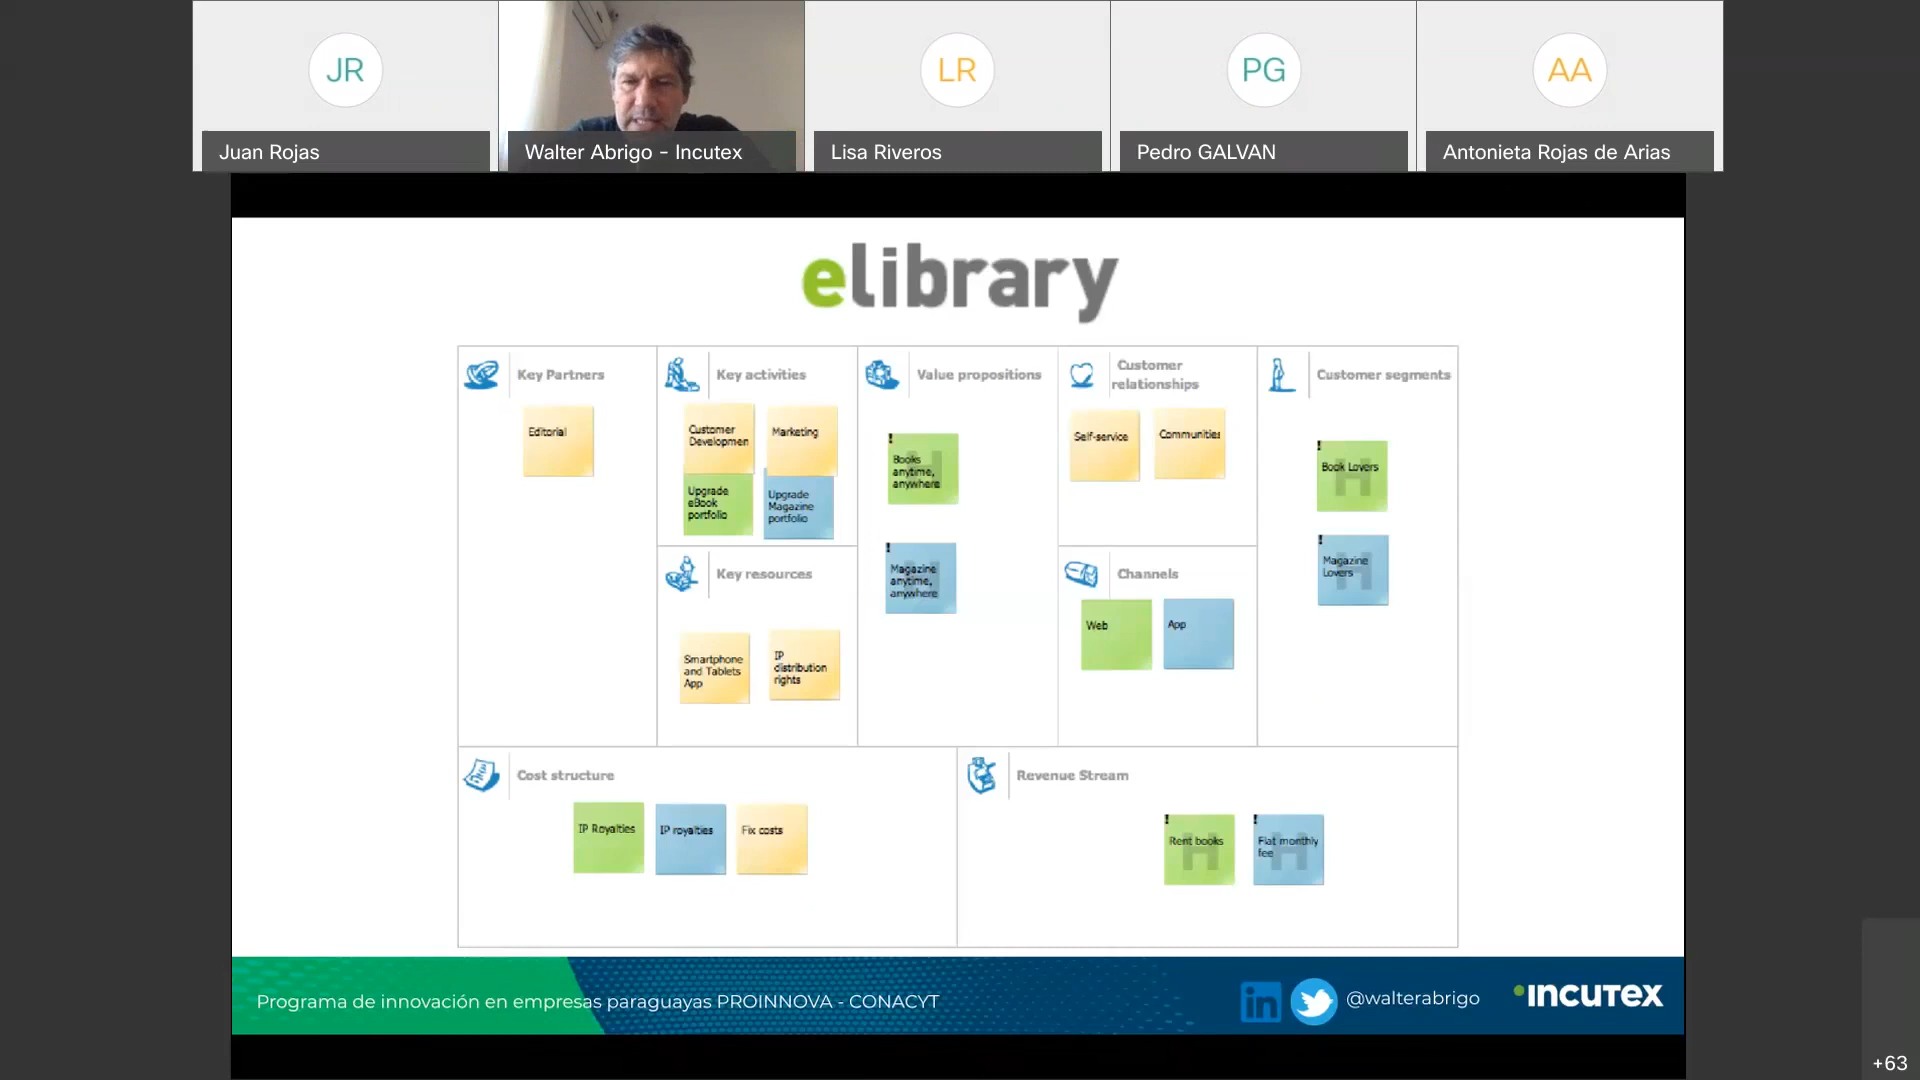 JR
LR
PG
AA
Juan Rojas
Walter Abrigo - Incutex
Lisa Riveros
Pedro GALVAN
Antonieta Rojas de Arias
elibrary
Key Partners
Editorial
Key activities
Customer
Developmen
Marketing
Upgrade
eBook
portfolio
Upgrade
Magazine
portfolio
Key resources
Smartphone
and Tablets
App
IP
distribution
rights
Value propositions
!
Books
anytime,
anywhere
!
Magazine
anytime,
anywhere
Customer
relationships
Self-service
Communities
Channels
Web
App
Customer segments
!
Book Lovers
!
Magazine
Lovers
Cost structure
IP Royalties
IP royalties
Fix costs
Revenue Stream
!
Rent books
!
Flat monthly
fee
Programa de innovación en empresas paraguayas PROINNOVA - CONACYT
in
@walterabrigo
INCUTEX
+63